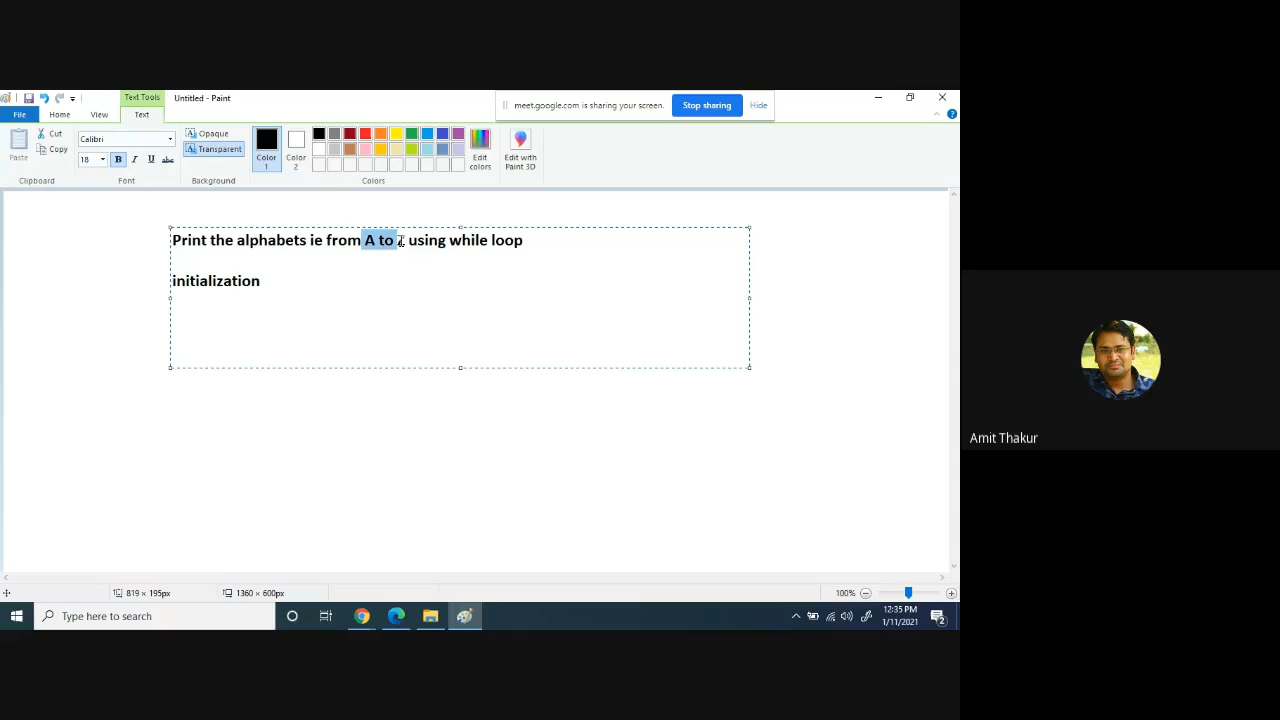 Text Tools
Untitled - Paint
meet.google.com is sharing your screen.
Stop sharing
Hide
File
Home
View
Text
Paste
Cut
Copy
Clipboard
Calibri
18
B
I
U
abc
Font
Opaque
Transparent
Background
Color 1
Color 2
Edit colors
Colors
Edit with Paint 3D
Print the alphabets ie from A to using while loop
initialization
Amit Thakur
819 × 195px
1360 × 600px
100%
Type here to search
12:35 PM
1/11/2021
2